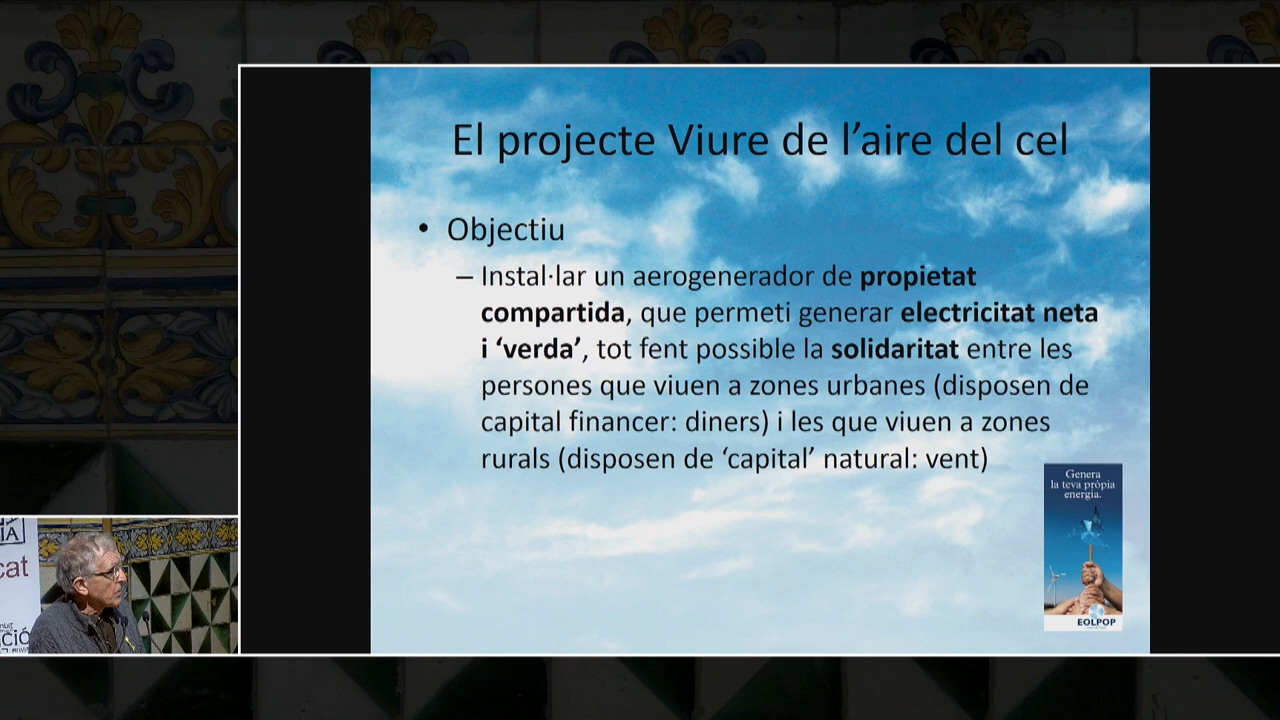 El projecte Viure de l’aire del cel
• Objectiu
– Instal·lar un aerogenerador de propietat
compartida, que permeti generar electricitat neta
i ‘verda’, tot fent possible la solidaritat entre les
persones que viuen a zones urbanes (disposen de
capital financer: diners) i les que viuen a zones
rurals (disposen de ‘capital’ natural: vent)
Genera
la teva pròpia
energia.
EOLPOP
IA
cat
ció